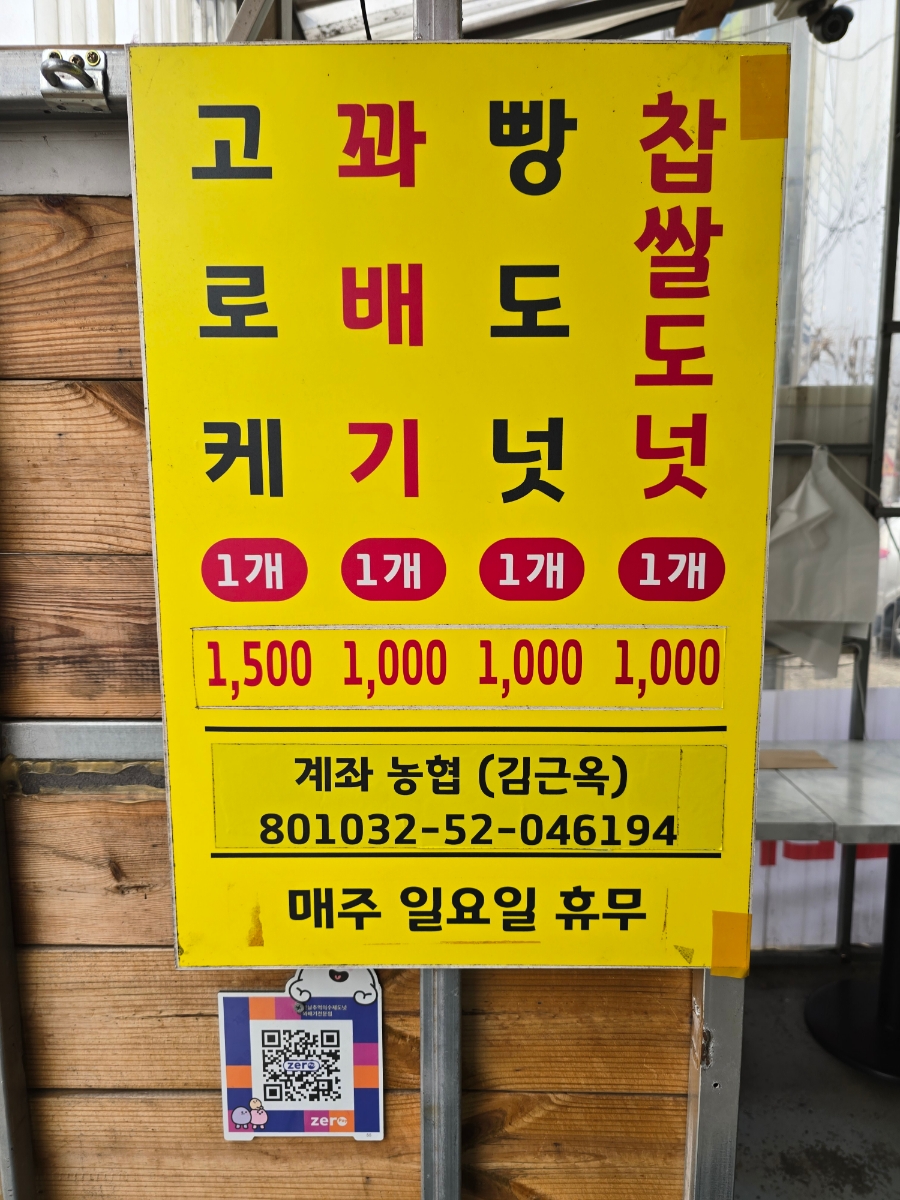 고로케
꽈배기
빵도넛
찹쌀도넛
1개 1개 1개 1개
1,500 1,000 1,000 1,000
계좌 농협 (김근옥)
801032-52-046194
매주 일요일 휴무
zero
zero